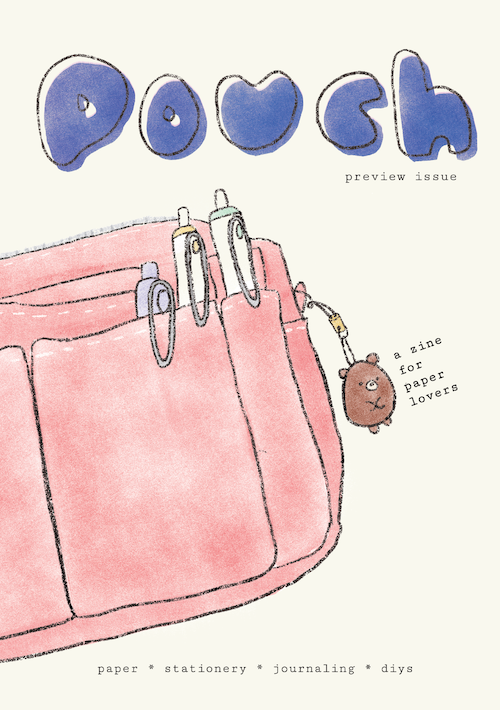 Pouch
preview issue
a zine
for
paper
lovers
paper * stationery * journaling * diys